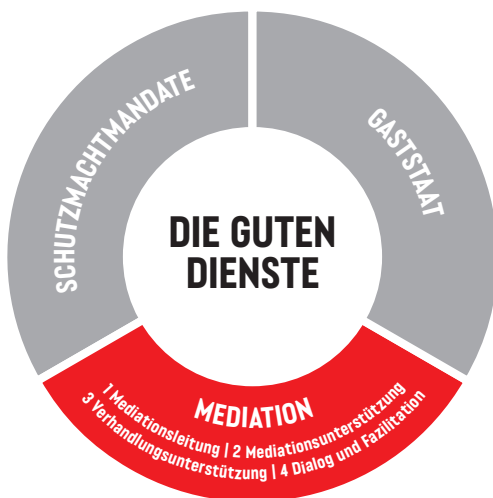 SCHUTZMACHTMANDATE
GASTSTAAT
DIE GUTEN
DIENSTE
MEDIATION
1 Mediationsleitung | 2 Mediationsunterstützung
3 Verhandlungsunterstützung | 4 Dialog und Fazilitation